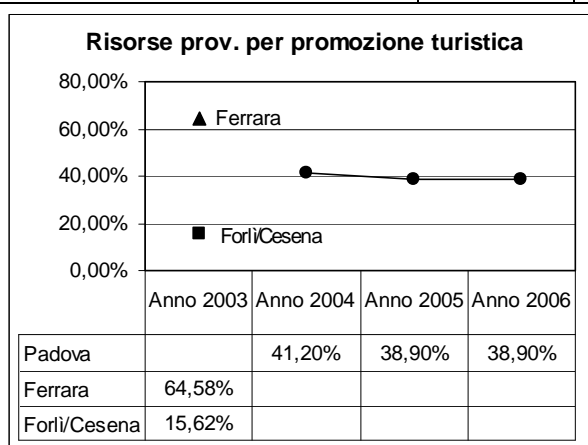 Risorse prov. per promozione turistica
80,00%
60,00%
40,00%
20,00%
0,00%
Ferrara
Forlì/Cesena
Anno 2003 Anno 2004 Anno 2005 Anno 2006
Padova 41,20% 38,90% 38,90%
Ferrara 64,58%
Forlì/Cesena 15,62%